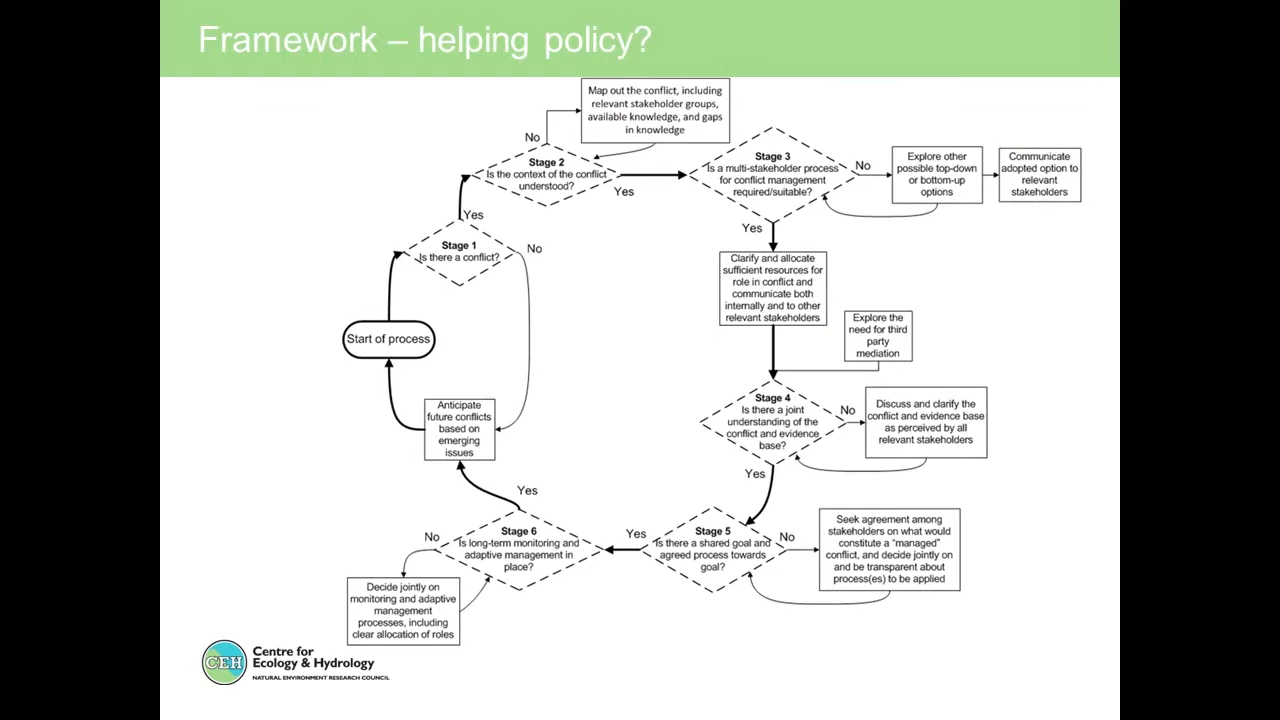 Framework – helping policy?
Map out the conflict, including
relevant stakeholder groups,
available knowledge, and gaps
in knowledge
No
Stage 2
Is the context of the conflict
understood?
Yes
Stage 3
Is a multi-stakeholder process
for conflict management
required/suitable?
No
Explore other
possible top-down
or bottom-up
options
Communicate
adopted option to
relevant
stakeholders
Yes
Yes
Stage 1
Is there a conflict?
No
Clarify and allocate
sufficient resources for
role in conflict and
communicate both
internally and to other
relevant stakeholders
Start of process
Explore the
need for third
party
mediation
Anticipate
future conflicts
based on
emerging
issues
Stage 4
Is there a joint
understanding of the
conflict and evidence
base?
No
Discuss and clarify the
conflict and evidence base
as perceived by all
relevant stakeholders
Yes
Yes
Stage 6
Is long-term monitoring and
adaptive management in
place?
No
Yes
Stage 5
Is there a shared goal and
agreed process towards
goal?
No
Seek agreement among
stakeholders on what would
constitute a “managed”
conflict, and decide jointly on
and be transparent about
process(es) to be applied
Decide jointly on
monitoring and adaptive
management
processes, including
clear allocation of roles
CEH
Centre for
Ecology & Hydrology
NATURAL ENVIRONMENT RESEARCH COUNCIL